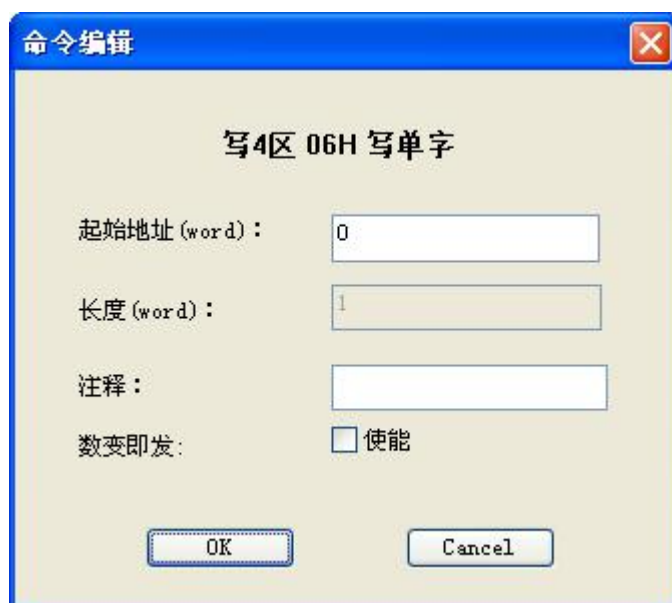 命令编辑
写4区 06H 写单字
起始地址(word)： 0
长度(word)： 1
注释：
数变即发: 使能
OK Cancel